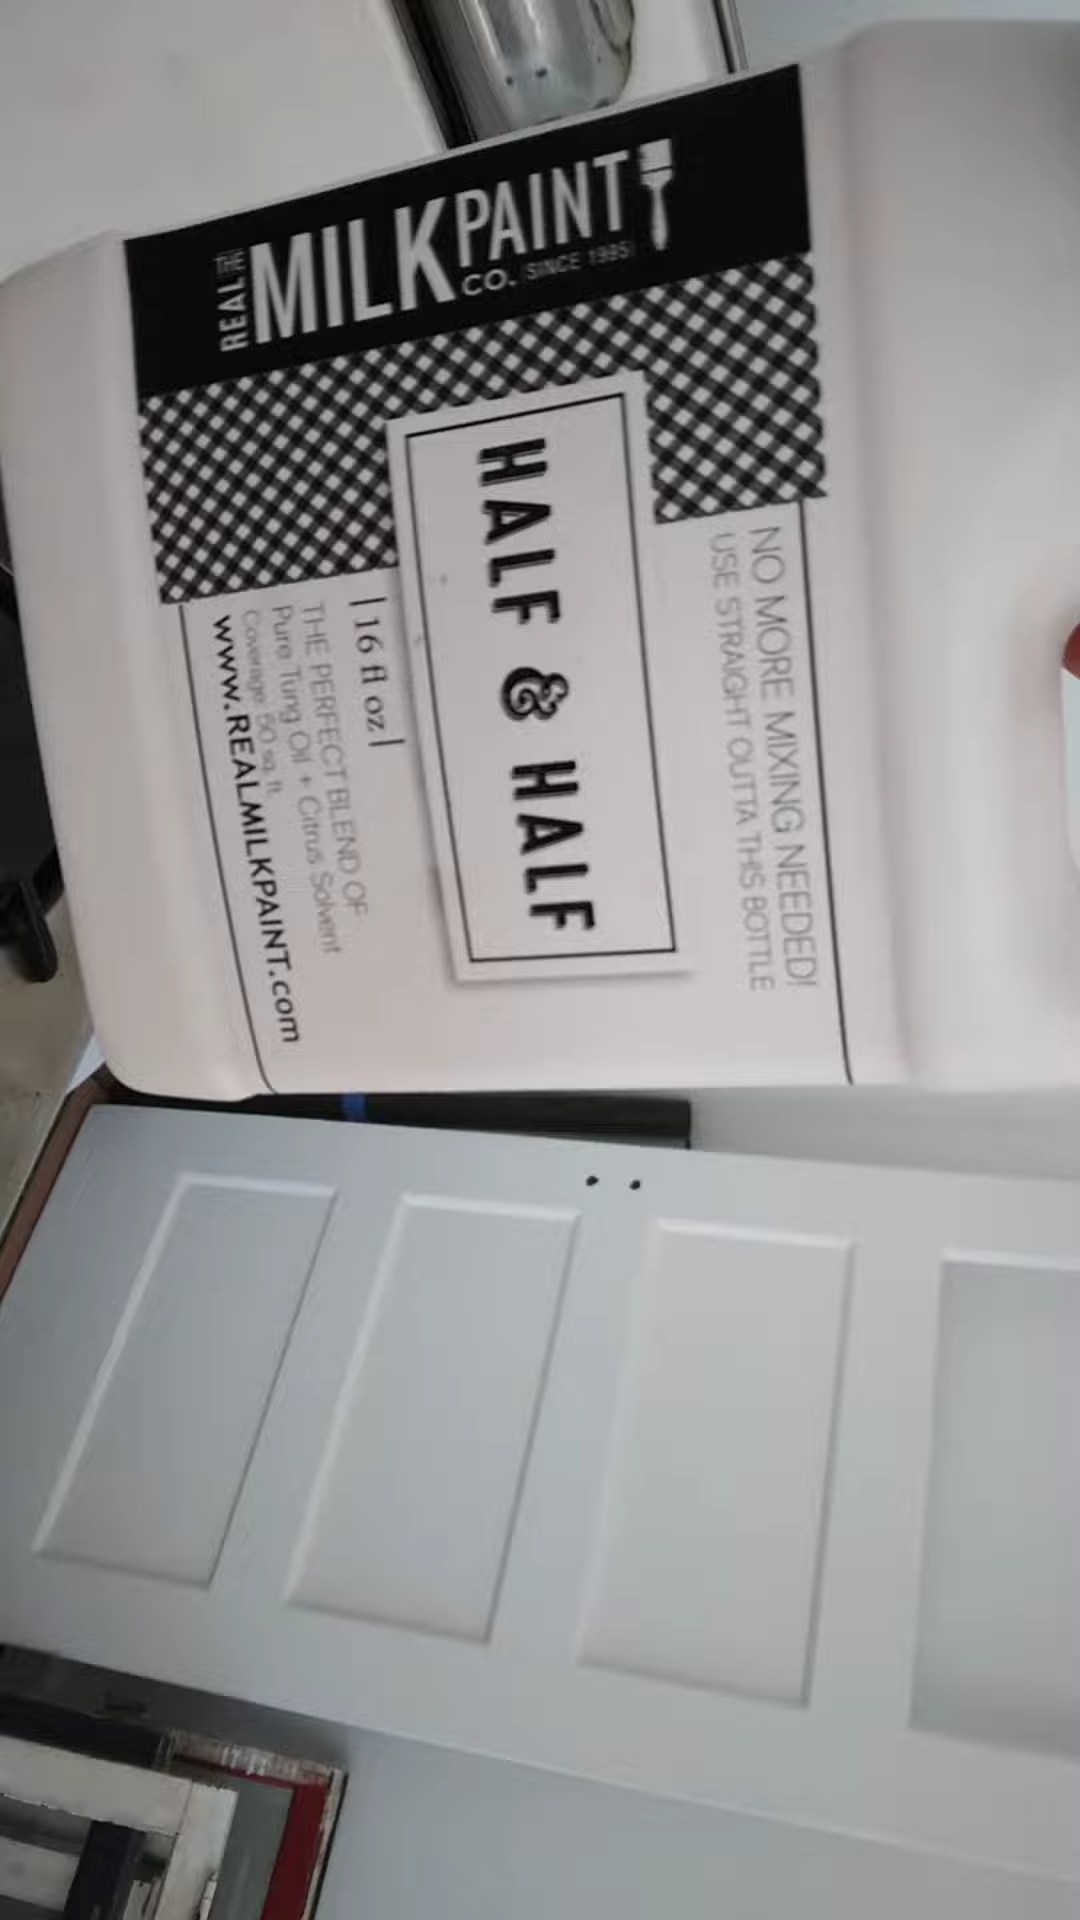 THE REAL MILK PAINT CO. SINCE 1995
NO MORE MIXING NEEDED!
USE STRAIGHT OUTTA THIS BOTTLE
HALF & HALF
| 16 fl oz |
THE PERFECT BLEND OF
Pure Tung Oil + Citrus Solvent
Coverage: 50 sq. ft.
www.REALMILKPAINT.com